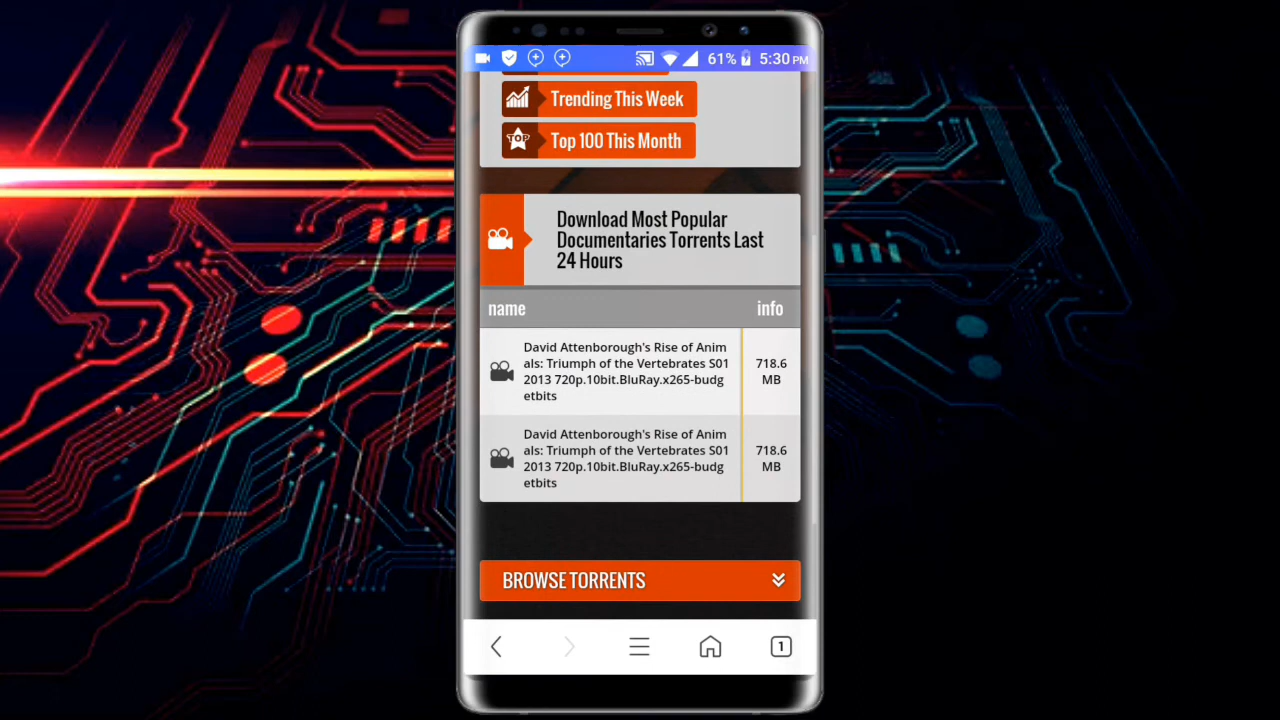 61% 5:30 PM
Trending This Week
TOP
Top 100 This Month
Download Most Popular
Documentaries Torrents Last
24 Hours
name info
David Attenborough's Rise of Anim
als: Triumph of the Vertebrates S01
2013 720p.10bit.BluRay.x265-budg
etbits
718.6
MB
David Attenborough's Rise of Anim
als: Triumph of the Vertebrates S01
2013 720p.10bit.BluRay.x265-budg
etbits
718.6
MB
BROWSE TORRENTS
1